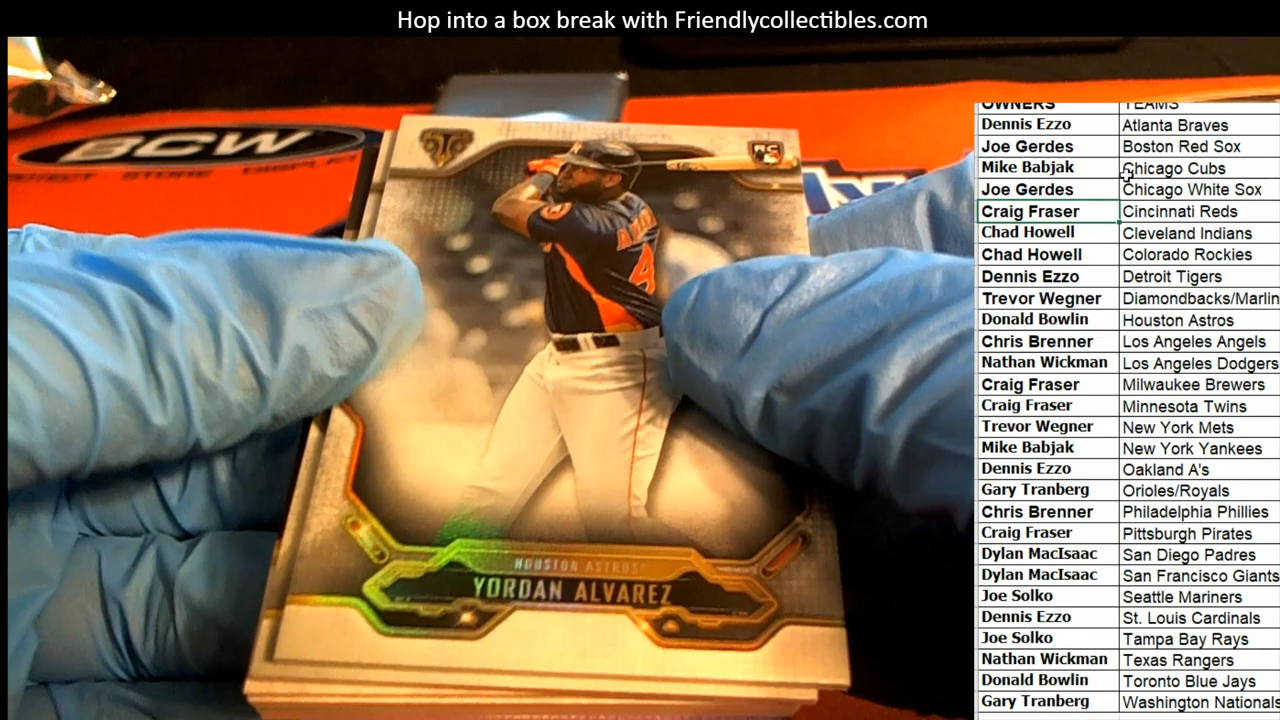 Hop into a box break with Friendlycollectibles.com
BCW
STORE
DISPLAY
RC
HOUSTON ASTROS
YORDAN ALVAREZ
OWNERS TEAMS
Dennis Ezzo Atlanta Braves
Joe Gerdes Boston Red Sox
Mike Babjak Chicago Cubs
Joe Gerdes Chicago White Sox
Craig Fraser Cincinnati Reds
Chad Howell Cleveland Indians
Chad Howell Colorado Rockies
Dennis Ezzo Detroit Tigers
Trevor Wegner Diamondbacks/Marlin
Donald Bowlin Houston Astros
Chris Brenner Los Angeles Angels
Nathan Wickman Los Angeles Dodgers
Craig Fraser Milwaukee Brewers
Craig Fraser Minnesota Twins
Trevor Wegner New York Mets
Mike Babjak New York Yankees
Dennis Ezzo Oakland A's
Gary Tranberg Orioles/Royals
Chris Brenner Philadelphia Phillies
Craig Fraser Pittsburgh Pirates
Dylan MacIsaac San Diego Padres
Dylan MacIsaac San Francisco Giants
Joe Solko Seattle Mariners
Dennis Ezzo St. Louis Cardinals
Joe Solko Tampa Bay Rays
Nathan Wickman Texas Rangers
Donald Bowlin Toronto Blue Jays
Gary Tranberg Washington Nationals